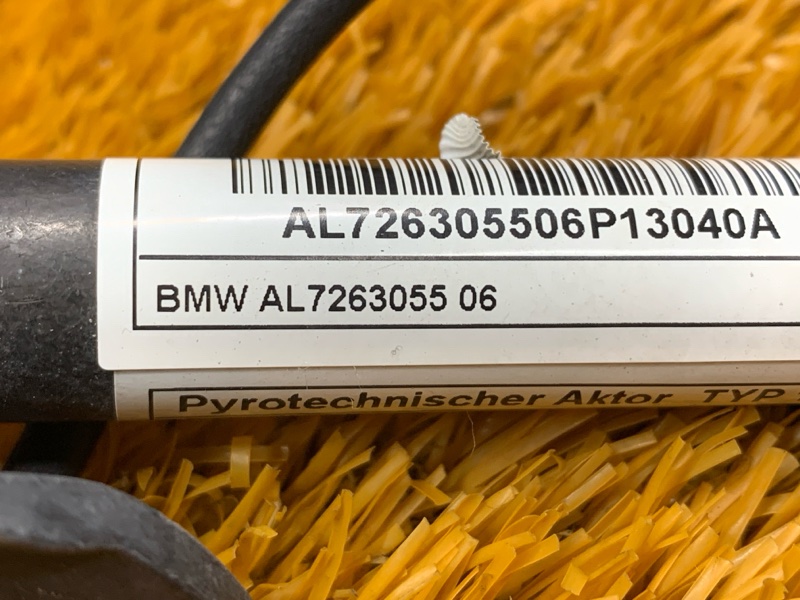 AL726305506P13040A
BMW AL7263055 06
Pyrotechnischer Aktor TYP